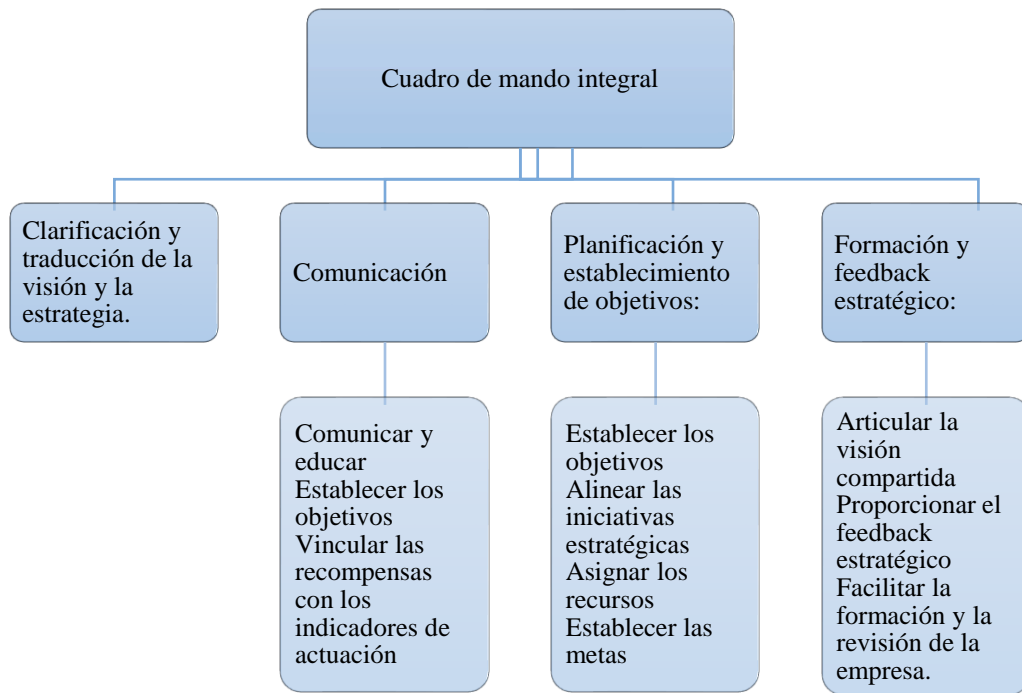 Cuadro de mando integral
Clarificación y
traducción de la
visión y la
estrategia.
Comunicación
Planificación y
establecimiento
de objetivos:
Formación y
feedback
estratégico:
Comunicar y
educar
Establecer los
objetivos
Vincular las
recompensas
con los
indicadores de
actuación
Establecer los
objetivos
Alinear las
iniciativas
estratégicas
Asignar los
recursos
Establecer las
metas
Articular la
visión
compartida
Proporcionar el
feedback
estratégico
Facilitar la
formación y la
revisión de la
empresa.